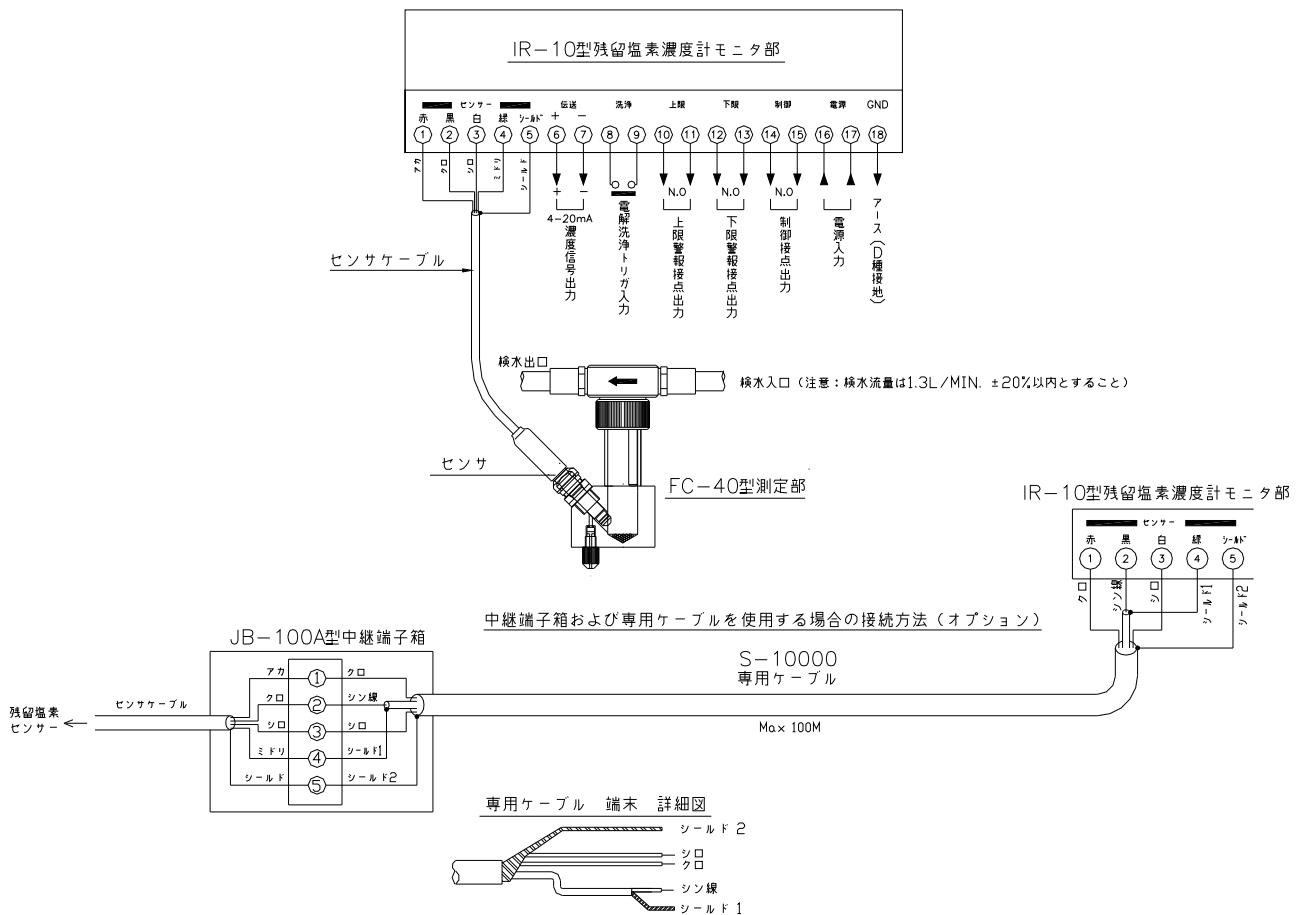 IR-10型残留塩素濃度計モニタ部
センサー 伝送 洗浄 上限 下限 制御 電源 GND
赤 黒 白 緑 シールド + −
1 2 3 4 5 6 7 8 9 10 11 12 13 14 15 16 17 18
アカ
クロ
シロ
ミドリ
シールド
+ −
4-20mA
濃度信号出力
電解洗浄トリガ入力
N.O
上限警報接点出力
N.O
下限警報接点出力
N.O
制御接点出力
電源入力
アース(D種接地)
センサケーブル
検水出口
検水入口(注意:検水流量は1.3L/MIN. ±20%以内とすること)
センサ
FC-40型測定部
IR-10型残留塩素濃度計モニタ部
センサー
赤 黒 白 緑 シールド
1 2 3 4 5
クロ
シン線
シロ
シールド1
シールド2
中継端子箱および専用ケーブルを使用する場合の接続方法(オプション)
JB-100A型中継端子箱
S-10000
専用ケーブル
Max 100M
残留塩素
センサー
センサケーブル
アカ 1 クロ
クロ 2 シン線
シロ 3 シロ
ミドリ 4 シールド1
シールド 5 シールド2
専用ケーブル 端末 詳細図
シールド 2
シロ
クロ
シン線
シールド 1